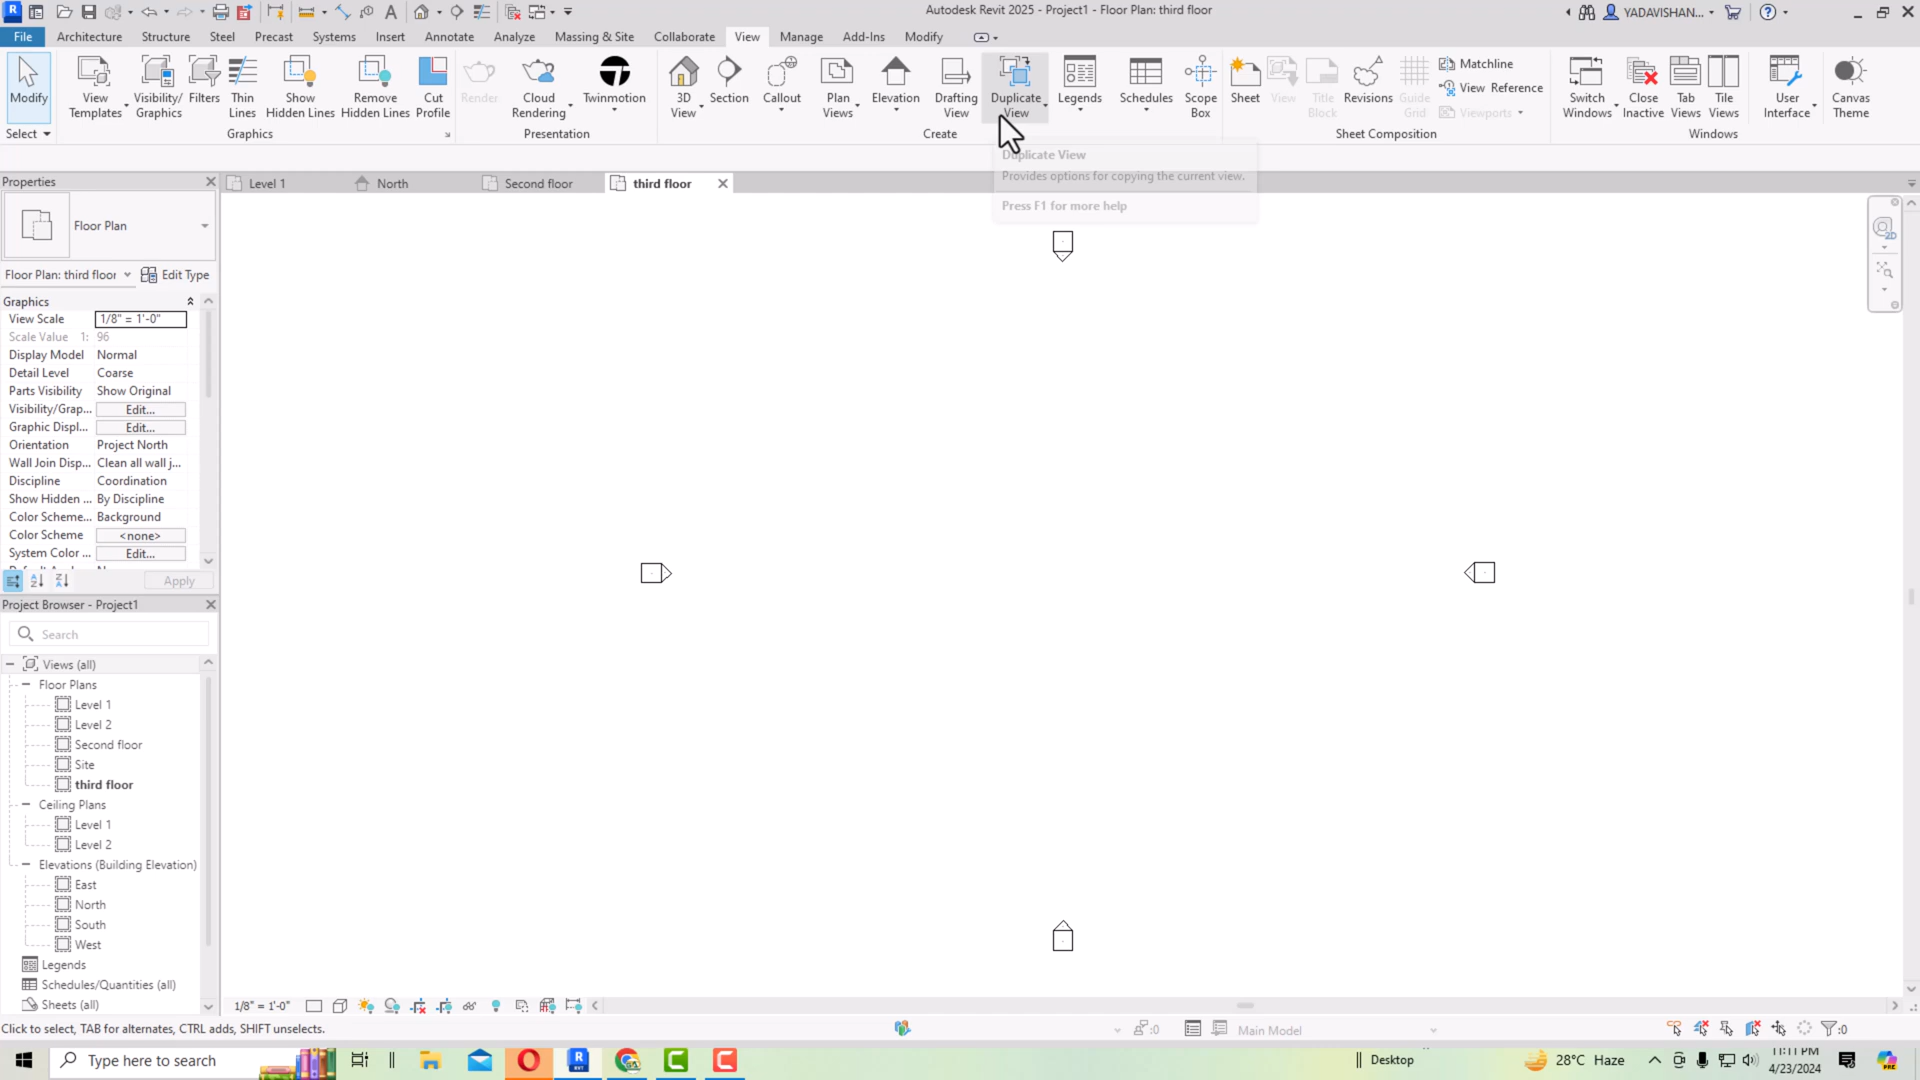 Autodesk Revit 2025 - Project1 - Floor Plan: third floor
YADAVISHAN...
File Architecture Structure Steel Precast Systems Insert Annotate Analyze Massing & Site Collaborate View Manage Add-Ins Modify
Modify
View Templates
Visibility/ Graphics
Filters
Thin Lines
Show Hidden Lines
Remove Hidden Lines
Cut Profile
Render
Cloud Rendering
Twinmotion
3D View
Section
Callout
Plan Views
Elevation
Drafting View
Duplicate View
Legends
Schedules
Scope Box
Sheet
View
Title Block
Revisions
Guide Grid
Matchline
View Reference
Viewports
Switch Windows
Close Inactive
Tab Views
Tile Views
User Interface
Canvas Theme
Select Graphics Presentation Create Sheet Composition Windows
Duplicate View
Provides options for copying the current view.
Press F1 for more help
Level 1 North Second floor third floor
2D
Properties
Floor Plan
Floor Plan: third floor Edit Type
Graphics
View Scale 1/8" = 1'-0"
Scale Value 1: 96
Display Model Normal
Detail Level Coarse
Parts Visibility Show Original
Visibility/Grap... Edit...
Graphic Displ... Edit...
Orientation Project North
Wall Join Disp... Clean all wall j...
Discipline Coordination
Show Hidden ... By Discipline
Color Scheme... Background
Color Scheme <none>
System Color ... Edit...
Apply
Project Browser - Project1
Search
Views (all)
Floor Plans
Level 1
Level 2
Second floor
Site
third floor
Ceiling Plans
Level 1
Level 2
Elevations (Building Elevation)
East
North
South
West
Legends
Schedules/Quantities (all)
Sheets (all)
1/8" = 1'-0"
Click to select, TAB for alternates, CTRL adds, SHIFT unselects.
:0
Main Model
:0
Type here to search
Desktop
28°C Haze
11:11 PM
4/23/2024